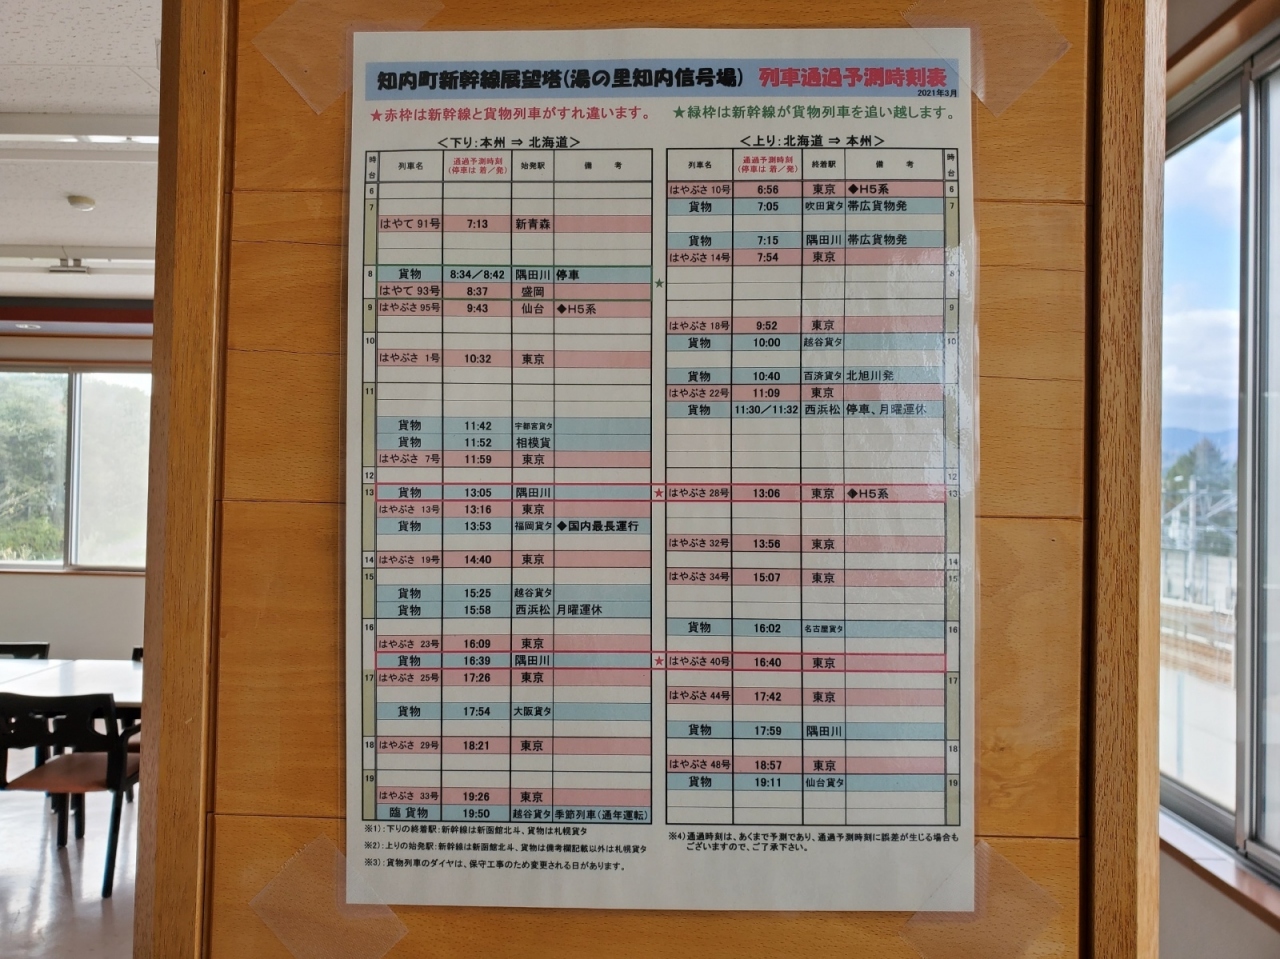 知内町新幹線展望塔(湯の里知内信号場) 列車通過予測時刻表
2021年3月
★赤枠は新幹線と貨物列車がすれ違います。 ★緑枠は新幹線が貨物列車を追い越します。
＜下り:本州 ⇒ 北海道＞
時台 列車名 通過予測時刻(停車は 着／発) 始発駅 備 考
6
7
はやて 91号 7:13 新青森
8 貨物 8:34／8:42 隅田川 停車
はやて 93号 8:37 盛岡
★
9 はやぶさ 95号 9:43 仙台 ◆H5系
10
はやぶさ 1号 10:32 東京
11
貨物 11:42 宇都宮貨タ
貨物 11:52 相模貨
はやぶさ 7号 11:59 東京
12
13 貨物 13:05 隅田川
はやぶさ 13号 13:16 東京
貨物 13:53 福岡貨タ ◆国内最長運行
14 はやぶさ 19号 14:40 東京
15
貨物 15:25 越谷貨タ
貨物 15:58 西浜松 月曜運休
16
はやぶさ 23号 16:09 東京
貨物 16:39 隅田川
17 はやぶさ 25号 17:26 東京
貨物 17:54 大阪貨タ
18 はやぶさ 29号 18:21 東京
19
はやぶさ 33号 19:26 東京
臨 貨物 19:50 越谷貨タ 季節列車(通年運転)
＜上り:北海道 ⇒ 本州＞
列車名 通過予測時刻(停車は 着／発) 終着駅 備 考 時台
はやぶさ 10号 6:56 東京 ◆H5系 6
貨物 7:05 吹田貨タ 帯広貨物発 7
貨物 7:15 隅田川 帯広貨物発
はやぶさ 14号 7:54 東京
8
9
はやぶさ 18号 9:52 東京
貨物 10:00 越谷貨タ 10
貨物 10:40 百済貨タ 北旭川発
はやぶさ 22号 11:09 東京
貨物 11:30／11:32 西浜松 停車、月曜運休
12
★ はやぶさ 28号 13:06 東京 ◆H5系 13
はやぶさ 32号 13:56 東京
14
はやぶさ 34号 15:07 東京 15
貨物 16:02 名古屋貨タ 16
★ はやぶさ 40号 16:40 東京
17
はやぶさ 44号 17:42 東京
貨物 17:59 隅田川
18
はやぶさ 48号 18:57 東京
貨物 19:11 仙台貨タ 19
※1):下りの終着駅:新幹線は新函館北斗、貨物は札幌貨タ
※2):上りの始発駅:新幹線は新函館北斗、貨物は備考欄記載以外は札幌貨タ
※3):貨物列車のダイヤは、保守工事のため変更される日があります。
※4)通過時刻は、あくまで予測であり、通過予測時刻に誤差が生じる場合も
ございますので、ご了承下さい。